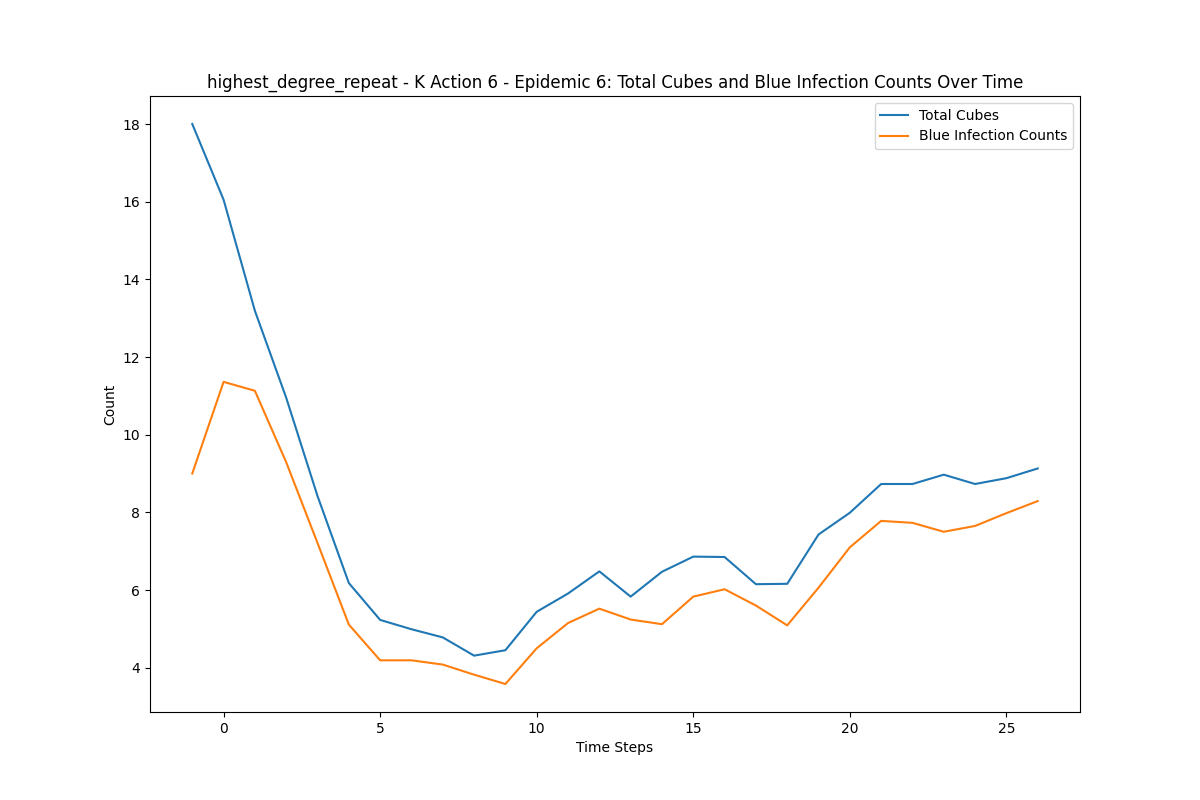 highest_degree_repeat - K Action 6 - Epidemic 6: Total Cubes and Blue Infection Counts Over Time
Total Cubes
Blue Infection Counts
18
16
14
12
10
8
6
4
Count
0 5 10 15 20 25
Time Steps